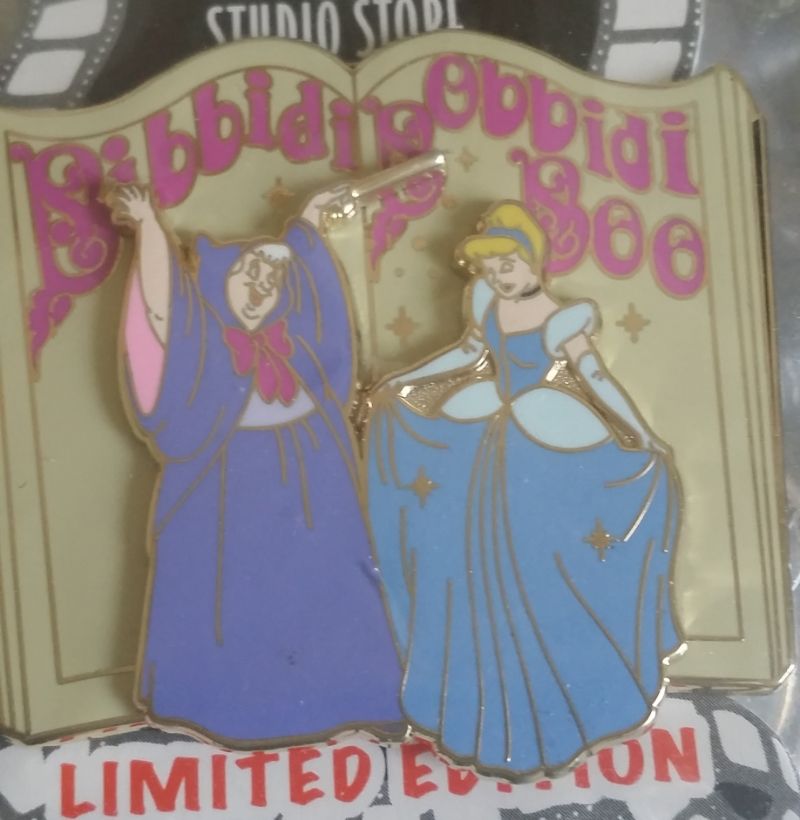 STUDIO STORE
Bibbidi Bobbidi
Boo
LIMITED EDITION